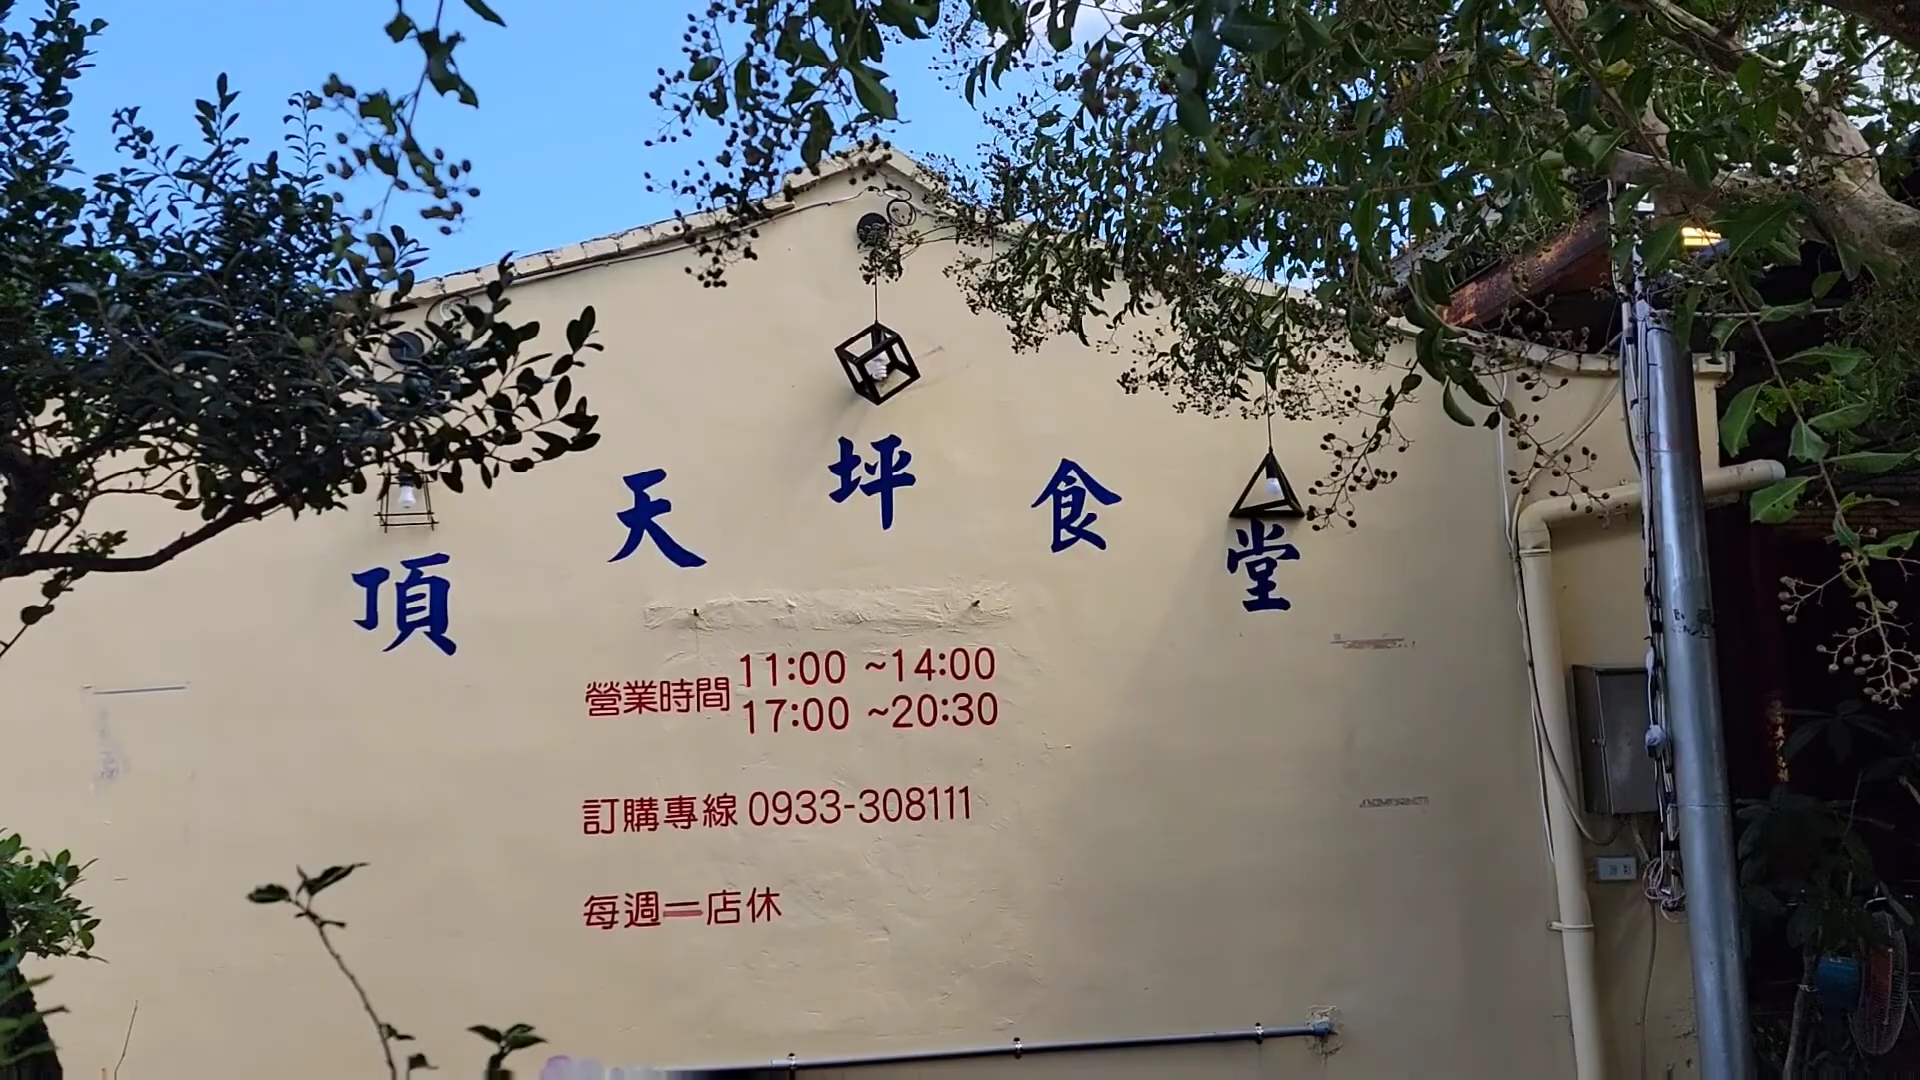 頂天坪食堂
營業時間 11:00 ~14:00
17:00 ~20:30
訂購專線 0933-308111
每週一店休